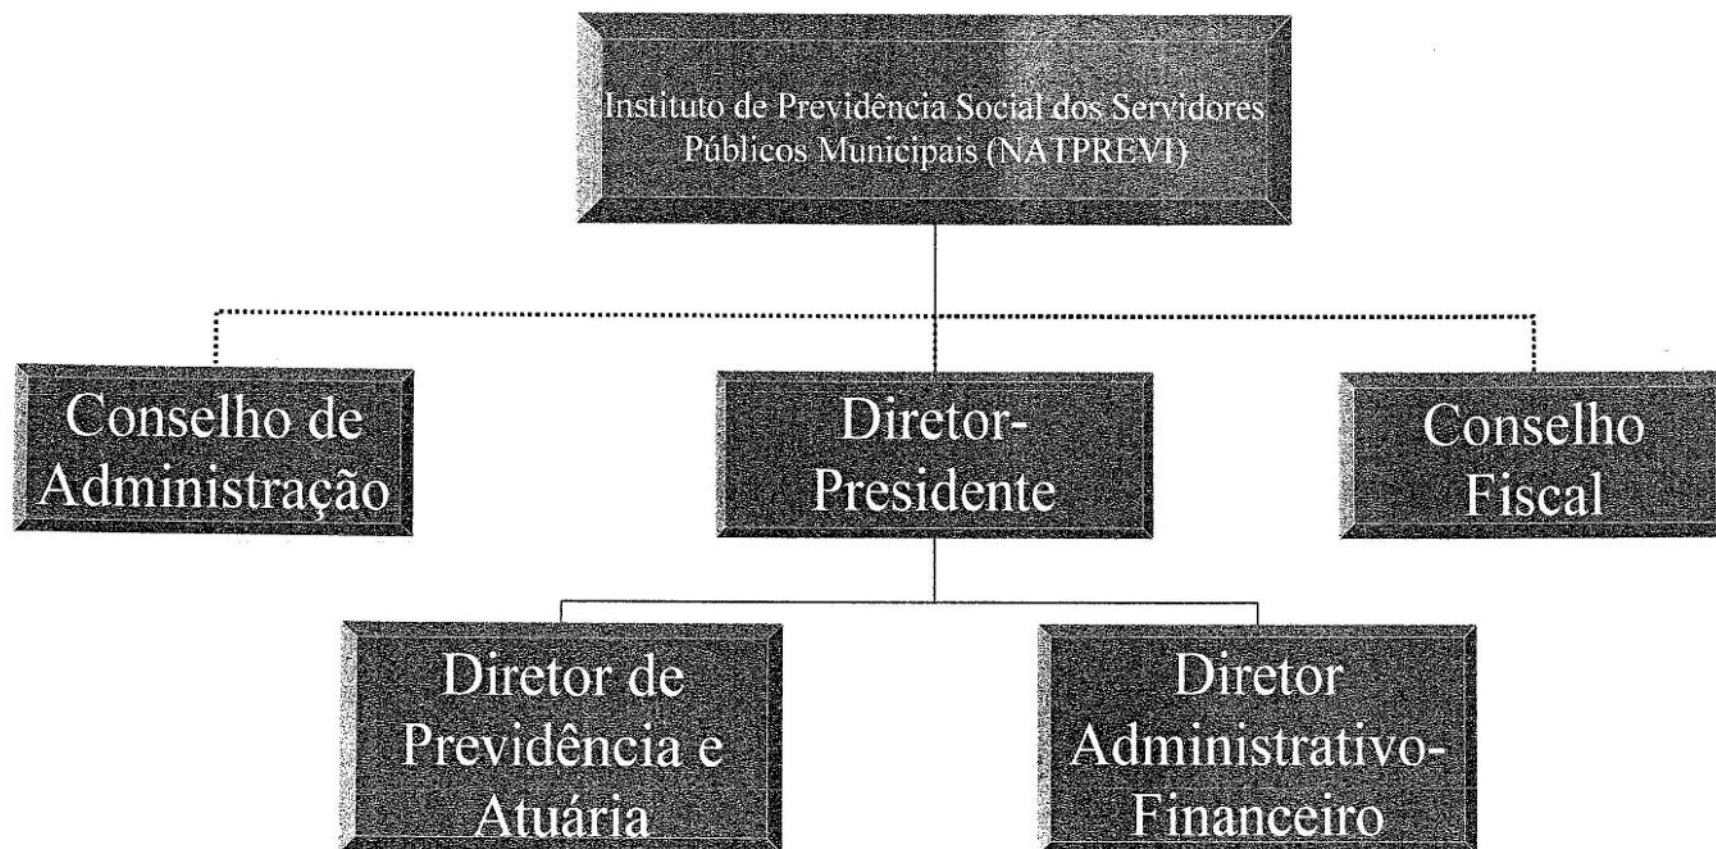 Instituto de Previdência Social dos Servidores
Públicos Municipais (NATPREVI)
Conselho de
Administração
Diretor-
Presidente
Conselho
Fiscal
Diretor de
Previdência e
Atuária
Diretor
Administrativo-
Financeiro